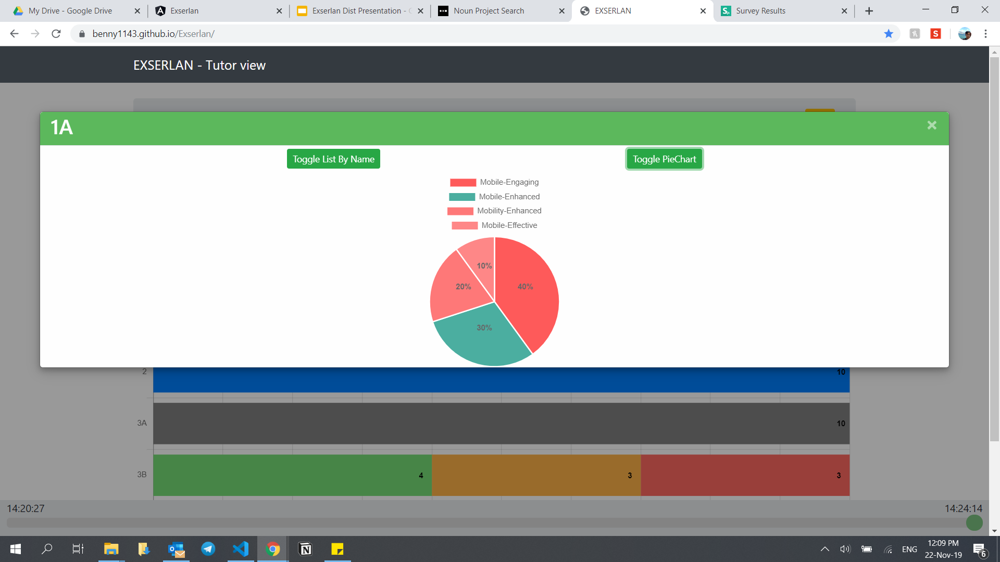 My Drive - Google Drive
Exserlan
Exserlan Dist Presentation -
Noun Project Search
EXSERLAN
Survey Results
benny1143.github.io/Exserlan/
EXSERLAN - Tutor view
1A
Toggle List By Name
Toggle PieChart
Mobile-Engaging
Mobile-Enhanced
Mobility-Enhanced
Mobile-Effective
10%
20%
40%
30%
2
10
3A
10
3B
4
3
3
14:20:27
14:24:14
ENG
12:09 PM
22-Nov-19
6